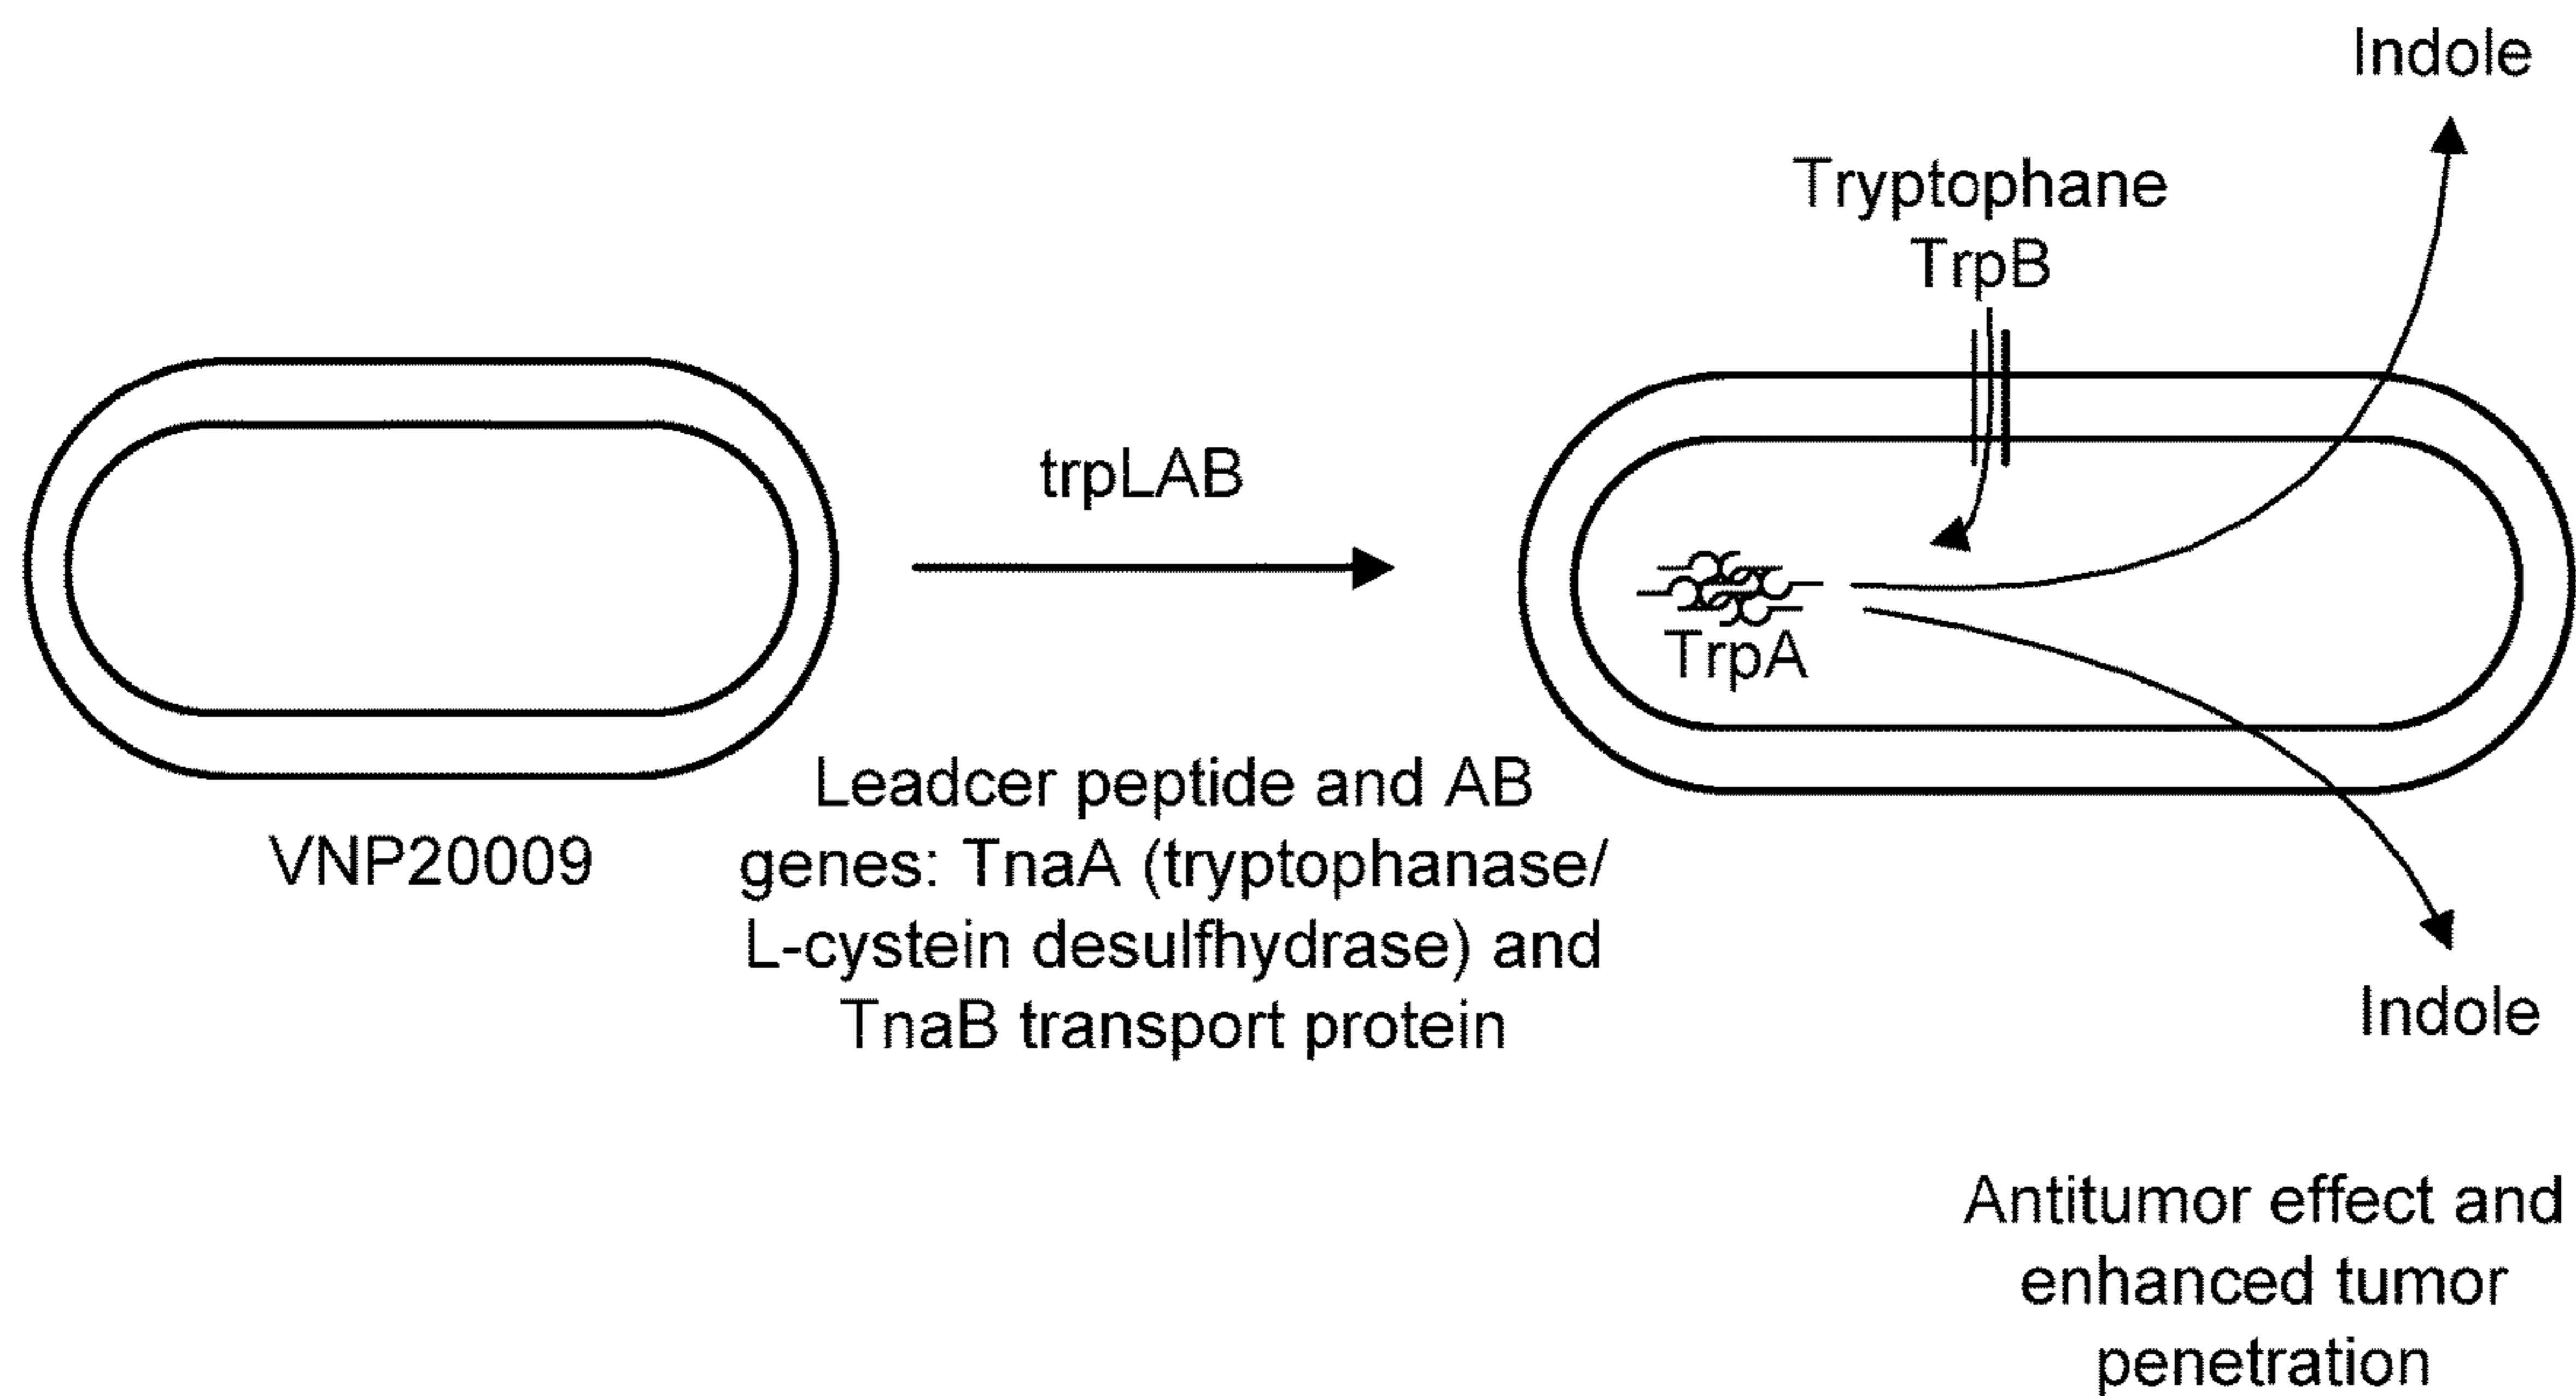 Indole
Tryptophane
TrpB
trpLAB
TrpA
VNP20009
Leadcer peptide and AB
genes: TnaA (tryptophanase/
L-cystein desulfhydrase) and
TnaB transport protein
Indole
Antitumor effect and
enhanced tumor
penetration